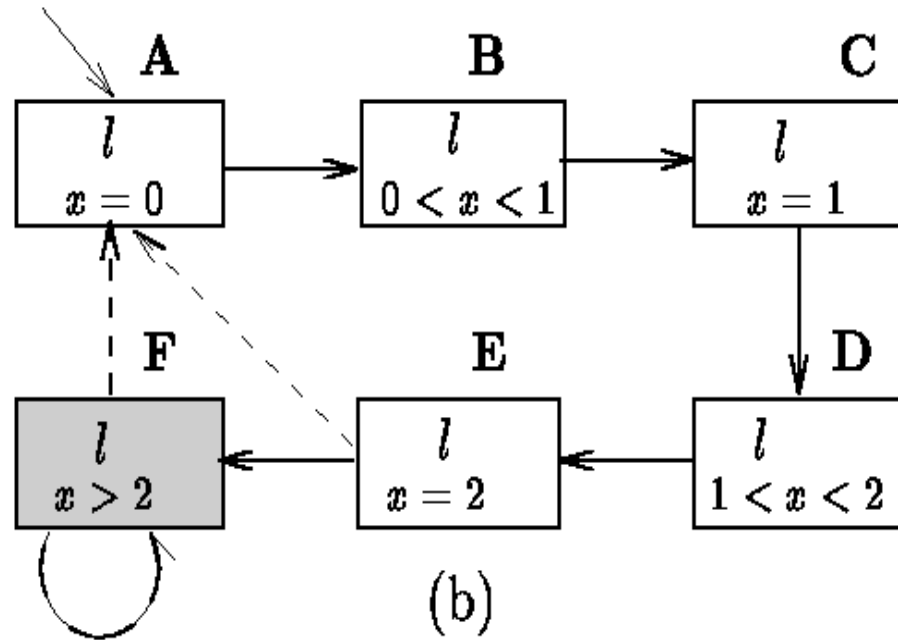 A
l
x = 0
B
l
0 < x < 1
C
l
x = 1
F
l
x > 2
E
l
x = 2
D
l
1 < x < 2
(b)